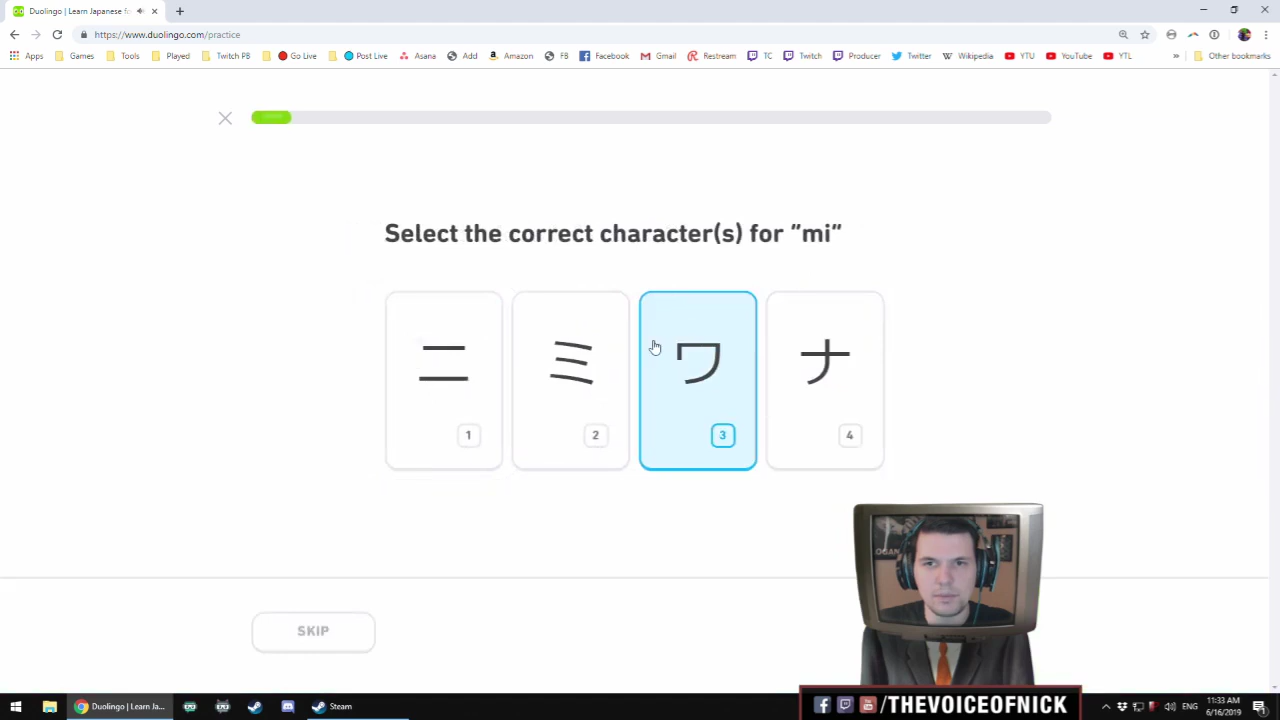 Duolingo | Learn Japanese fo
https://www.duolingo.com/practice
Apps Games Tools Played Twitch PB Go Live Post Live Asana Add Amazon FB Facebook Gmail Restream TC Twitch Producer Twitter Wikipedia YTU YouTube YTL » Other bookmarks
Select the correct character(s) for "mi"
ニ ミ ワ ナ
1 2 3 4
SKIP
/THEVOICEOFNICK
Duolingo | Learn Ja... Steam
ENG
11:33 AM
6/16/2019